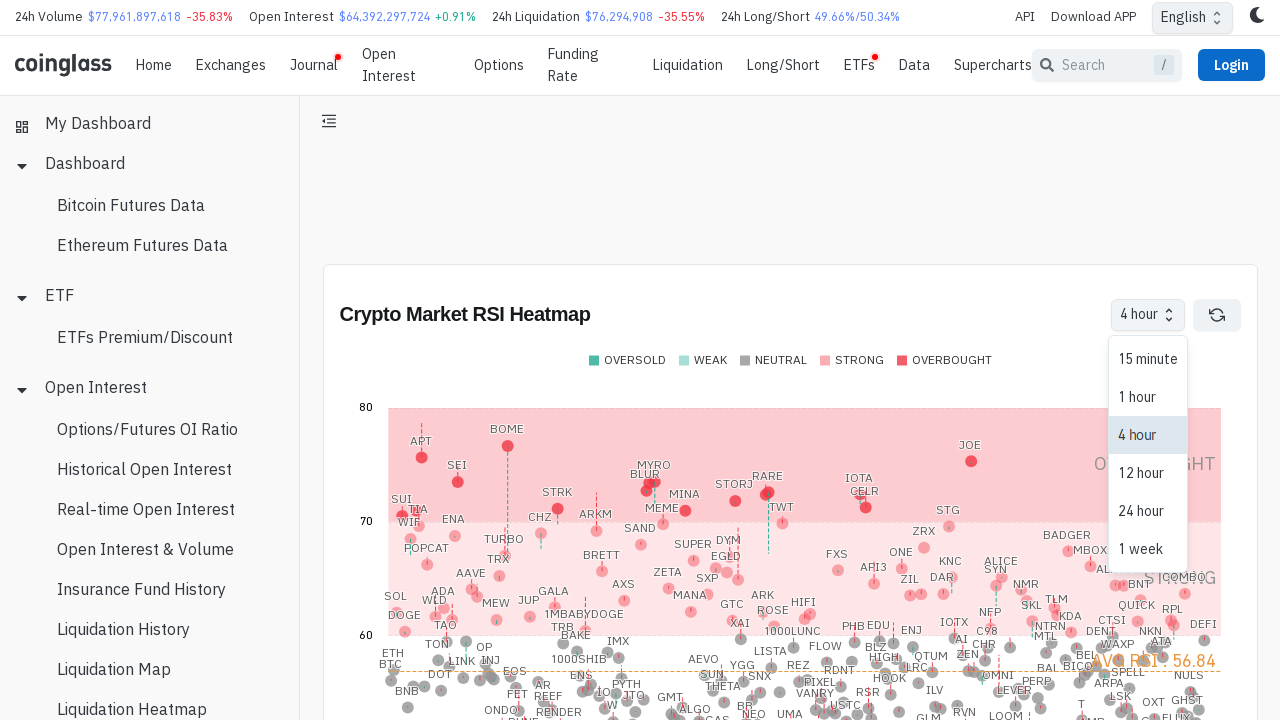 24h Volume $77,961,897,618 -35.83% Open Interest $64,392,297,724 +0.91% 24h Liquidation $76,294,908 -35.55% 24h Long/Short 49.66%/50.34% API Download APP English
coinglass Home Exchanges Journal Open Interest Options Funding Rate Liquidation Long/Short ETFs Data Supercharts Search / Login
My Dashboard
Dashboard
Bitcoin Futures Data
Ethereum Futures Data
ETF
ETFs Premium/Discount
Open Interest
Options/Futures OI Ratio
Historical Open Interest
Real-time Open Interest
Open Interest & Volume
Insurance Fund History
Liquidation History
Liquidation Map
Liquidation Heatmap
Crypto Market RSI Heatmap
4 hour
15 minute
1 hour
4 hour
12 hour
24 hour
1 week
OVERSOLD WEAK NEUTRAL STRONG OVERBOUGHT
80
BOME
APT
JOE
SEI MYRO
BLUR RARE IOTA
STORJ
STRK MINA CELR
SUI
TIA MEME TWT
STG
70
WIF ENA CHZ ARKM
SAND ZRX BADGER
TURBO DYM
POPCAT SUPER MBOX
TRX BRETT EGLD FXS ONE KNC ALICE
AAVE ZETA SXP API3 SYN
ZIL DAR NMR BNT COMBO
SOL ADA GALA AXS
WLD MEW JUP MANA GTC ARK HIFI SKL TLM QUICK RPL
DOGE 1MBABYDOGE ROSE NFP KDA
TAO TRB XAI PHB EDU IOTX NTRN CTSI DEFI
60
BAKE 1000LUNC ENJ AI C98 MTL DENT NKN
TON OP IMX FLOW BLZ CHR WAXP ATA
ETH LISTA HIGH QTUM ZEN BEL
BTC LINK INJ 1000SHIB AEVO YGG REZ RDNT LRC BAL BICO
AVG RSI : 56.84
DOT EOS ENS SUN SNX HOOK OMNI PERP SPELL NULS
BNB FET AR PYTH THETA PIXEL RSR ILV LEVER ARPA
REEF IO JTO GMT VANRY LSK GHST
ONDO RENDER W ALGO BB USTC RVN T OXT
NEO UMA GLM LOOM